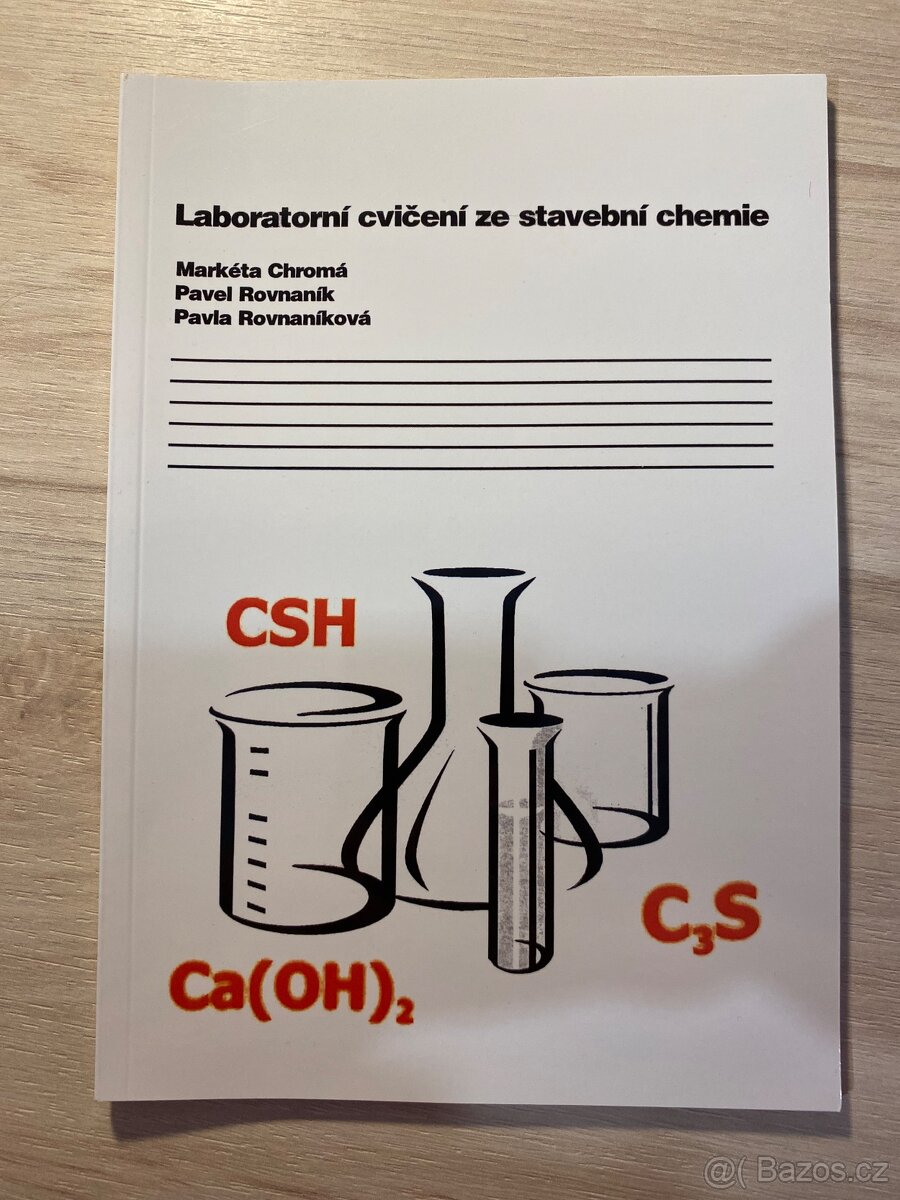 Laboratorní cvičení ze stavební chemie
Markéta Chromá
Pavel Rovnaník
Pavla Rovnaníková
CSH
C₃S
Ca(OH)₂
@( Bazos.cz